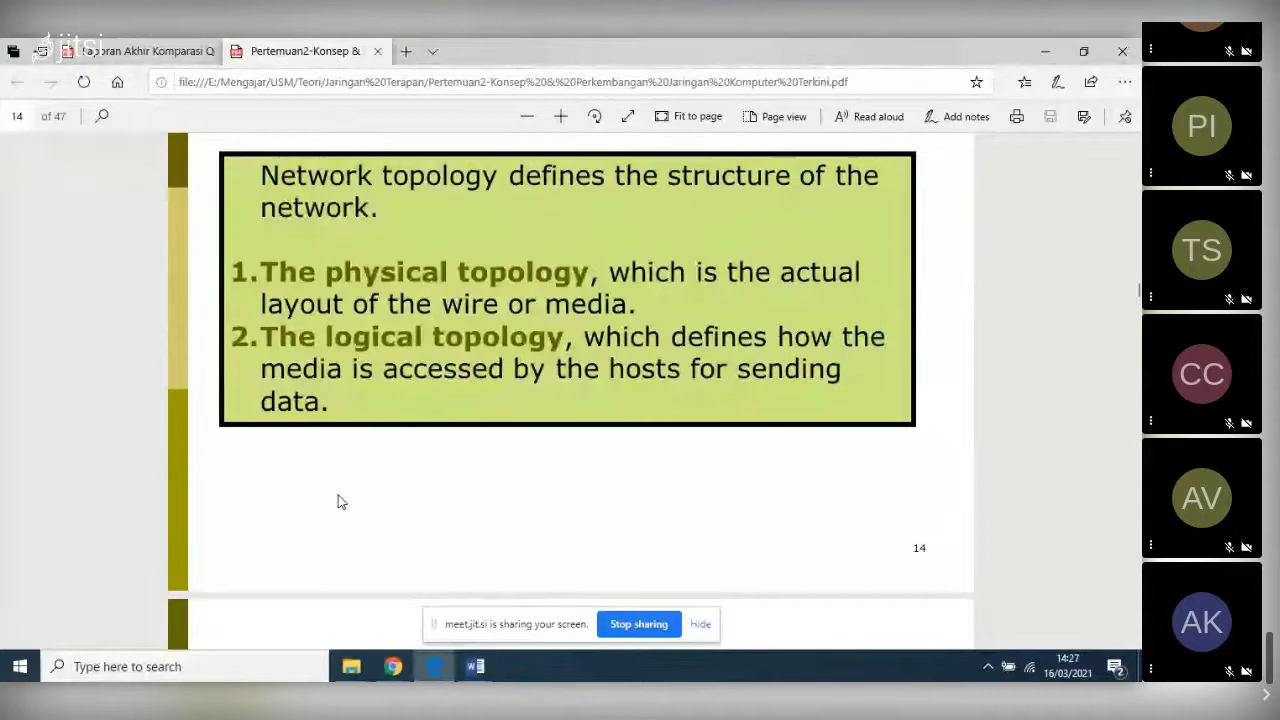 jitsi
aporan Akhir Komparasi Q
Pertemuan2-Konsep &
file:///E:/Mengajar/USM/Teori/Jaringan%20Terapan/Pertemuan2-Konsep%20&%20Perkembangan%20Jaringan%20Komputer%20Terkini.pdf
14 of 47
Fit to page
Page view
Read aloud
Add notes
Network topology defines the structure of the
network.
1.The physical topology, which is the actual
layout of the wire or media.
2.The logical topology, which defines how the
media is accessed by the hosts for sending
data.
14
meet.jit.si is sharing your screen.
Stop sharing
Hide
Type here to search
14:27
16/03/2021
2
PI
TS
CC
AV
AK